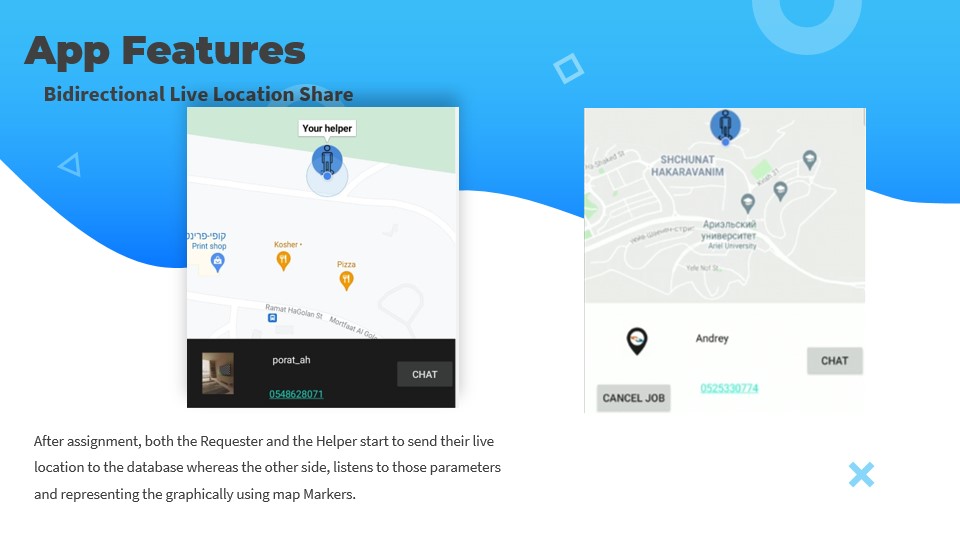 App Features
Bidirectional Live Location Share
Your helper
קופי-פרינט
Print shop
Kosher •
Pizza
Ramat HaGolan St
Mortfaat Al Golan
porat_ah
0548628071
CHAT
SHCHUNAT
HAKARAVANIM
Kvish 31
Ариэльский
университет
Ariel University
Yefe Nof St.
Andrey
0525330774
CHAT
CANCEL JOB
After assignment, both the Requester and the Helper start to send their live
location to the database whereas the other side, listens to those parameters
and representing the graphically using map Markers.